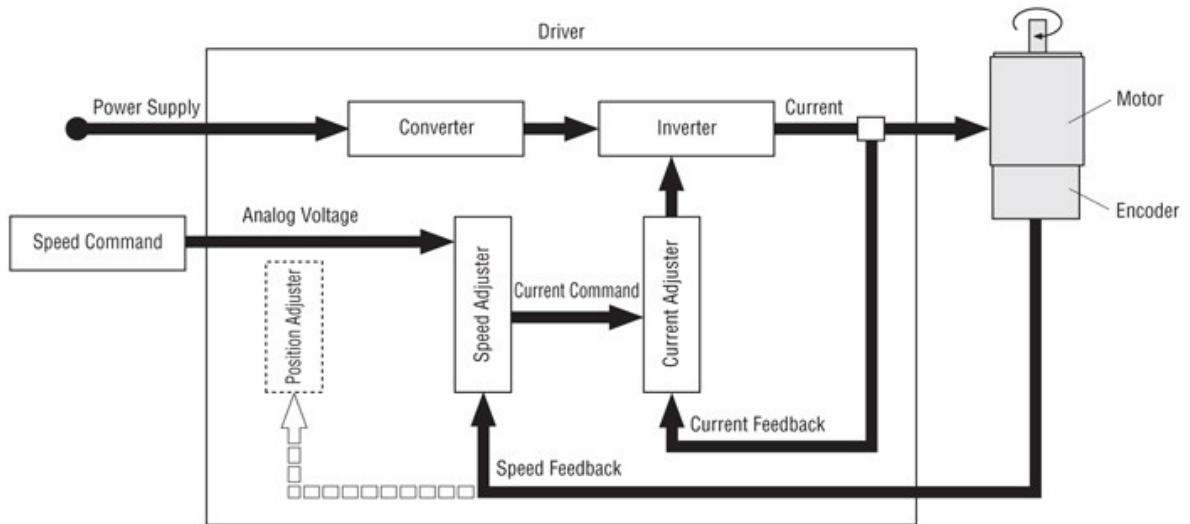 Driver
Power Supply
Converter
Inverter
Current
Motor
Encoder
Analog Voltage
Speed Command
Position Adjuster
Speed Adjuster
Current Command
Current Adjuster
Current Feedback
Speed Feedback